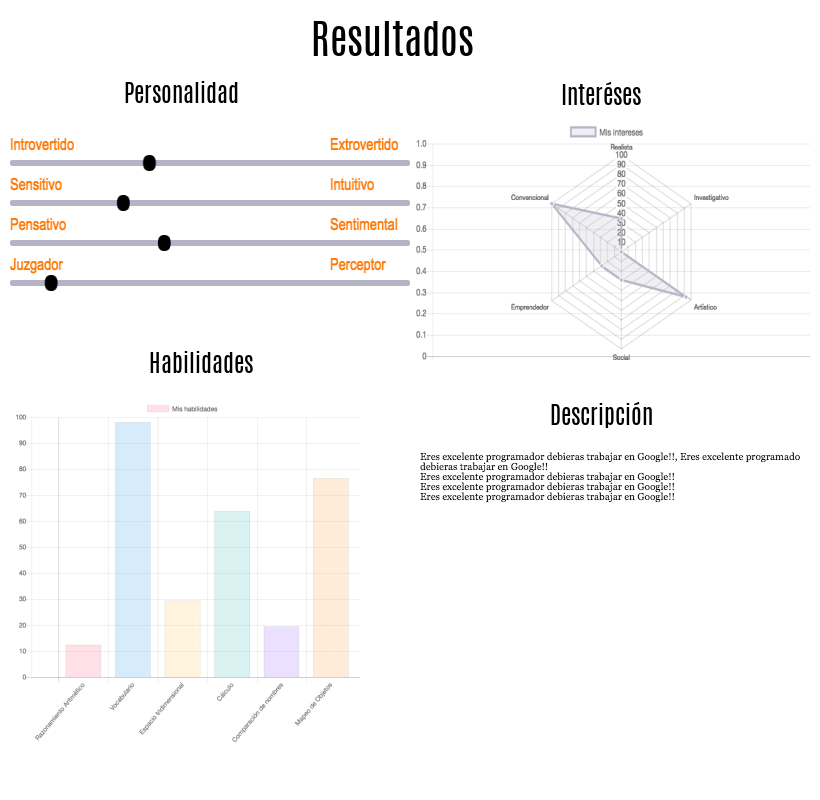 Resultados
Personalidad
Introvertido Extrovertido
Sensitivo Intuitivo
Pensativo Sentimental
Juzgador Perceptor
Interéses
Mis intereses
1.0
0.9
0.8
0.7
0.6
0.5
0.4
0.3
0.2
0.1
0
Realista
100
90
80
70
60
50
40
30
20
10
Convencional Investigativo
Emprendedor Artístico
Social
Habilidades
Mis habilidades
100
90
80
70
60
50
40
30
20
10
0
Razonamiento Aritmético
Vocabulario
Espacio tridimensional
Cálculo
Comparación de nombres
Mapeo de Objetos
Descripción
Eres excelente programador debieras trabajar en Google!!, Eres excelente programado
debieras trabajar en Google!!
Eres excelente programador debieras trabajar en Google!!
Eres excelente programador debieras trabajar en Google!!
Eres excelente programador debieras trabajar en Google!!